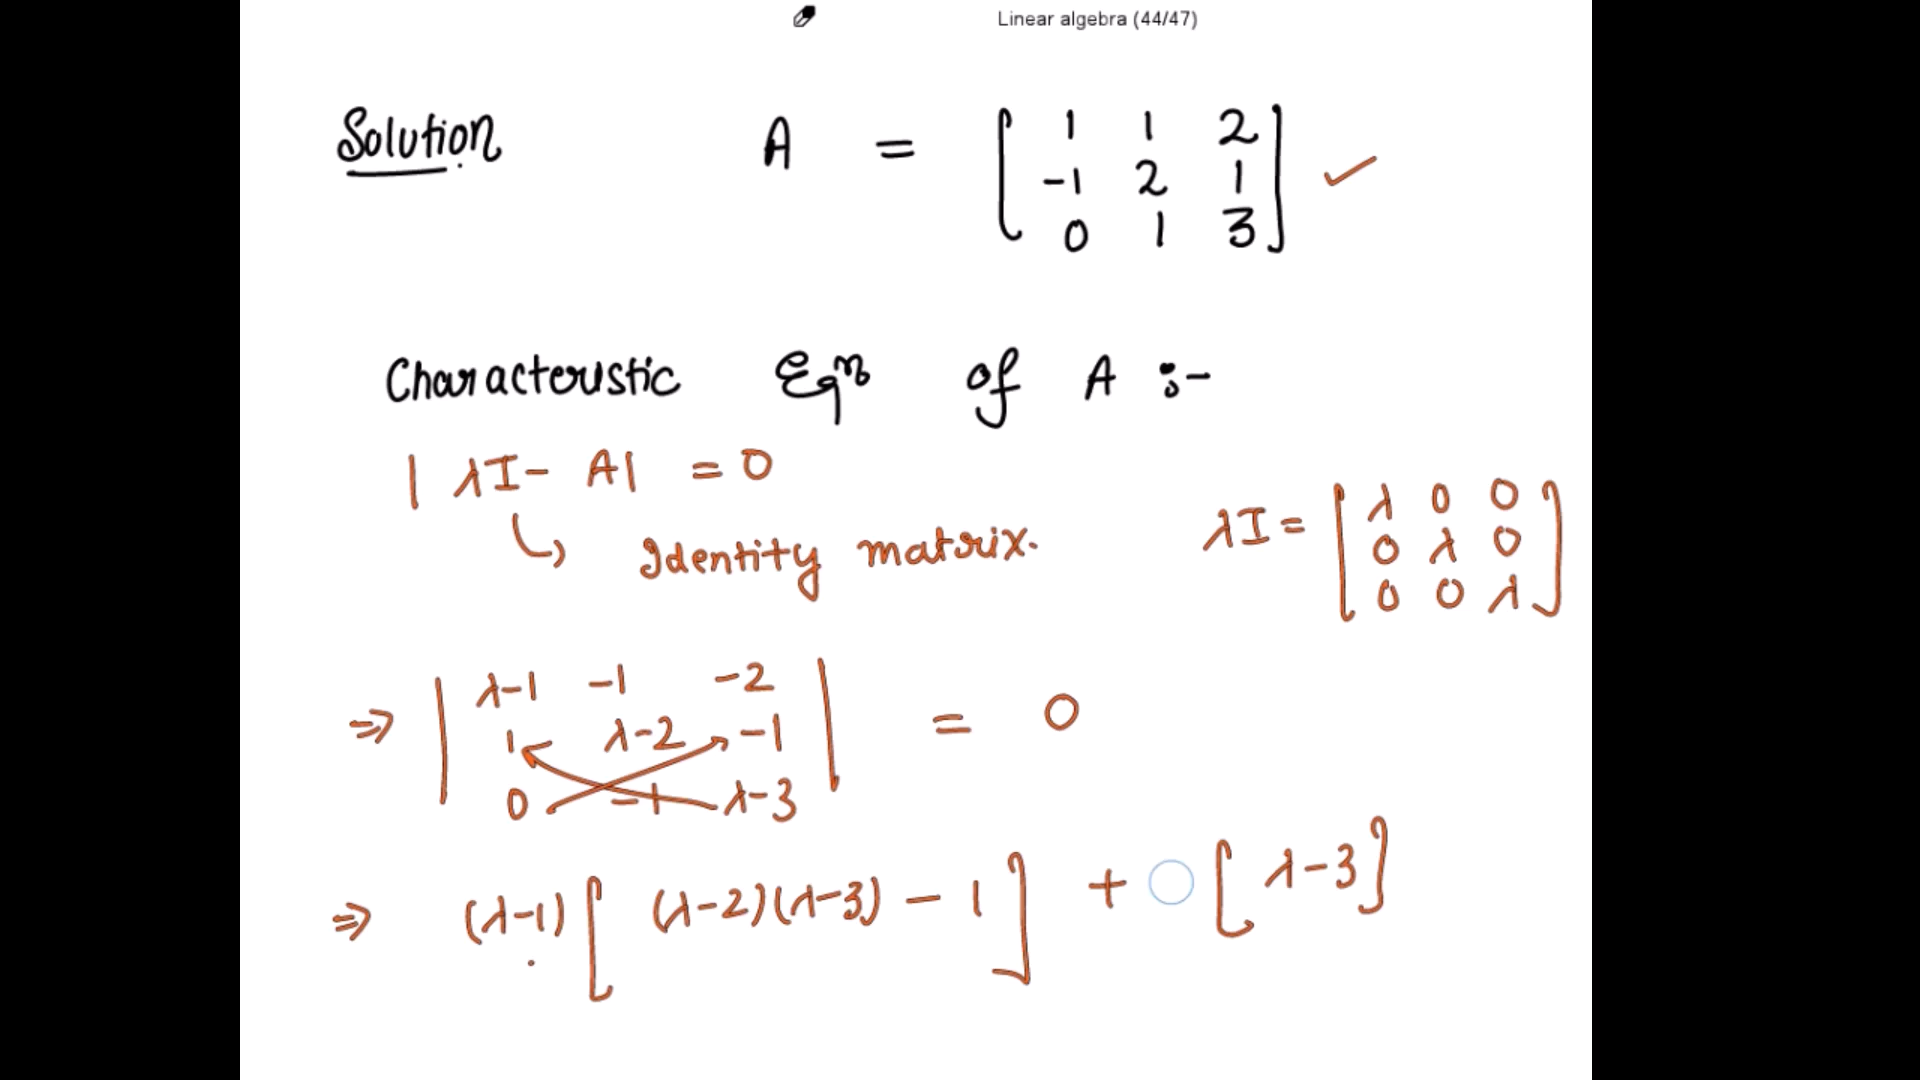 Linear algebra (44/47)
Solution A = [1 1 2
-1 2 1
0 1 3] ✓
Characteristic Eqn of A :-
|λI - A| = 0
↳ Identity matrix.
λI = [λ 0 0
0 λ 0
0 0 λ]
⇒ |λ-1 -1 -2
1 λ-2 -1
0 -1 λ-3| = 0
⇒ (λ-1)[(λ-2)(λ-3) - 1] + [λ-3]